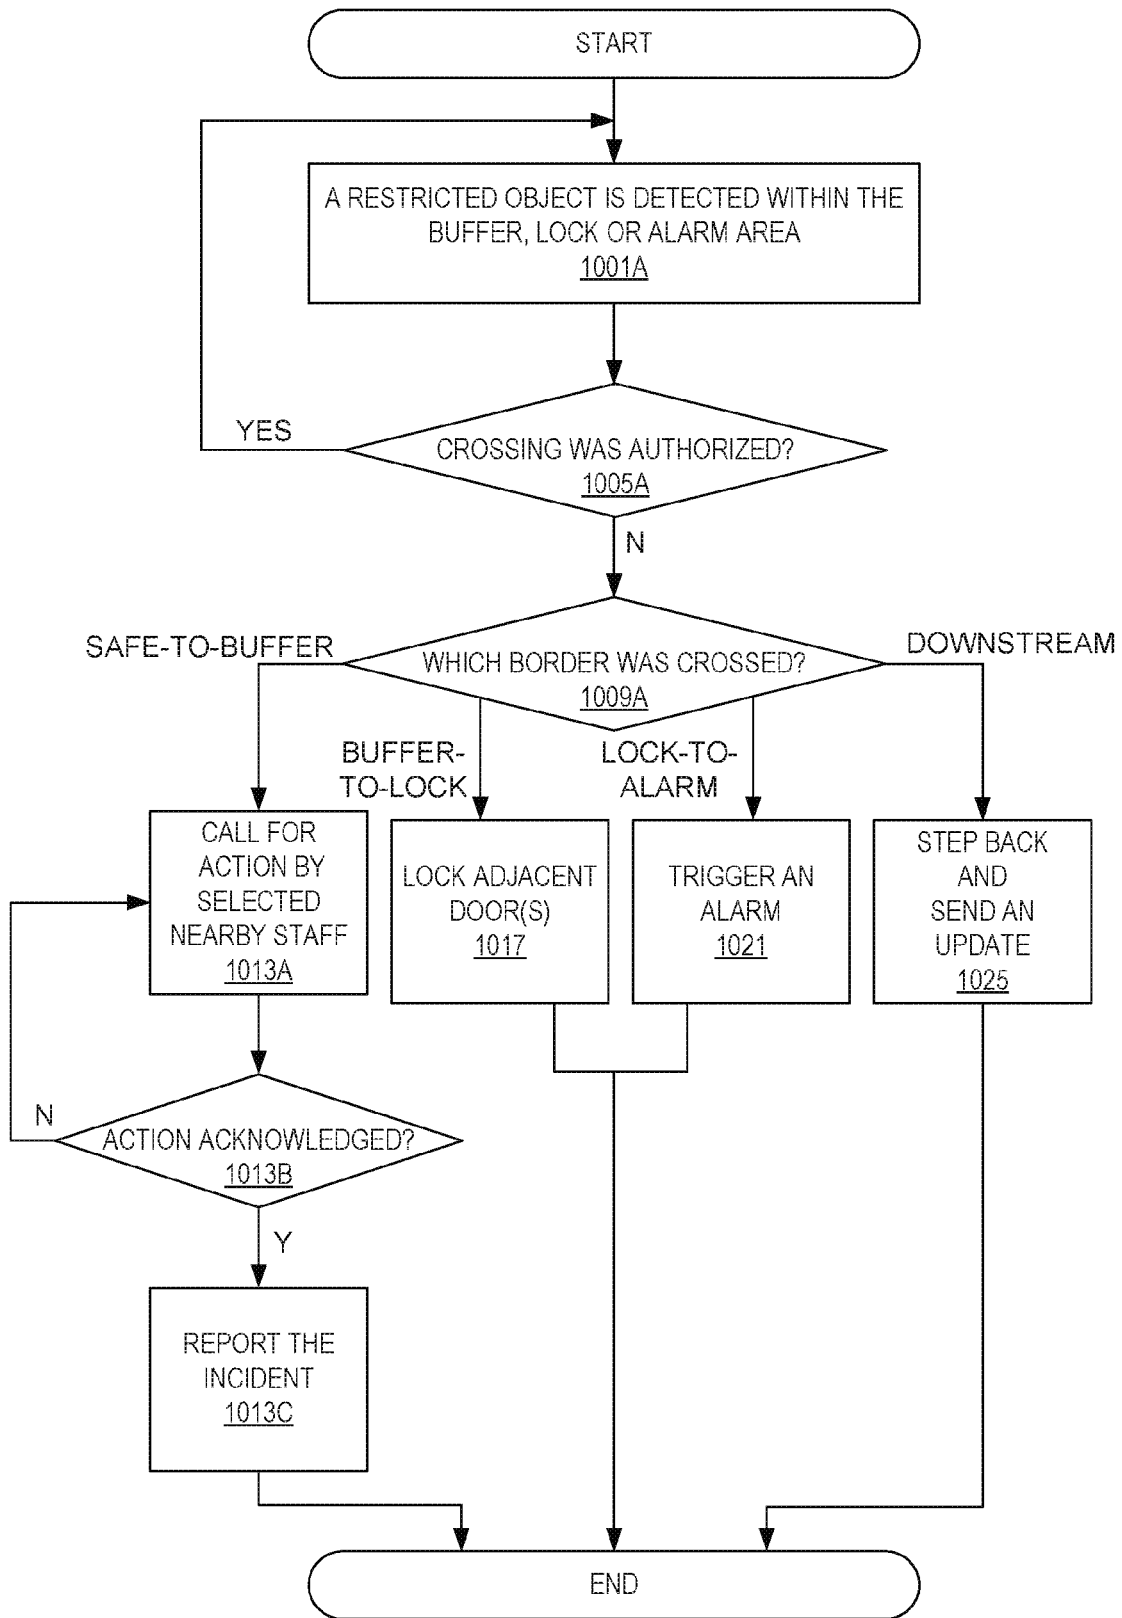 START
A RESTRICTED OBJECT IS DETECTED WITHIN THE
BUFFER, LOCK OR ALARM AREA
1001A
YES
CROSSING WAS AUTHORIZED?
1005A
N
SAFE-TO-BUFFER
WHICH BORDER WAS CROSSED?
1009A
DOWNSTREAM
BUFFER-
TO-LOCK
LOCK-TO-
ALARM
CALL FOR
ACTION BY
SELECTED
NEARBY STAFF
1013A
LOCK ADJACENT
DOOR(S)
1017
TRIGGER AN
ALARM
1021
STEP BACK
AND
SEND AN
UPDATE
1025
N
ACTION ACKNOWLEDGED?
1013B
Y
REPORT THE
INCIDENT
1013C
END